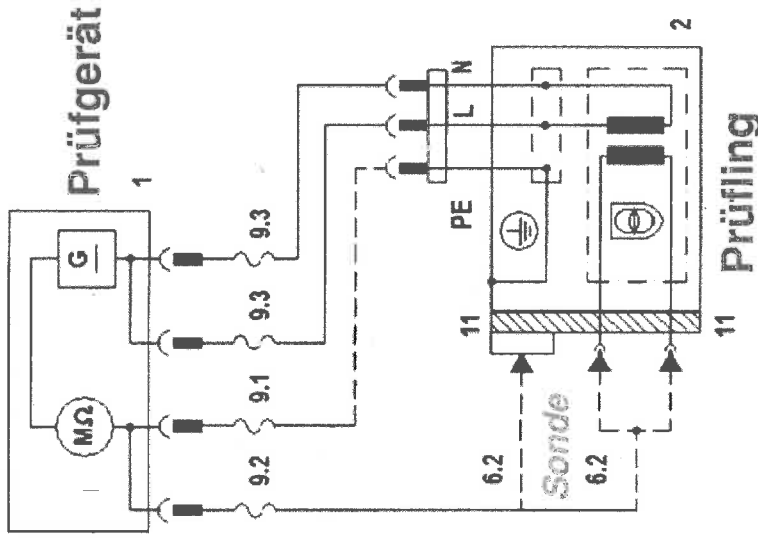 Prüfgerät
1
G
MΩ
9.3
9.3
9.1
9.2
N
L
PE
2
11
11
6.2
Sonde
6.2
Prüfling